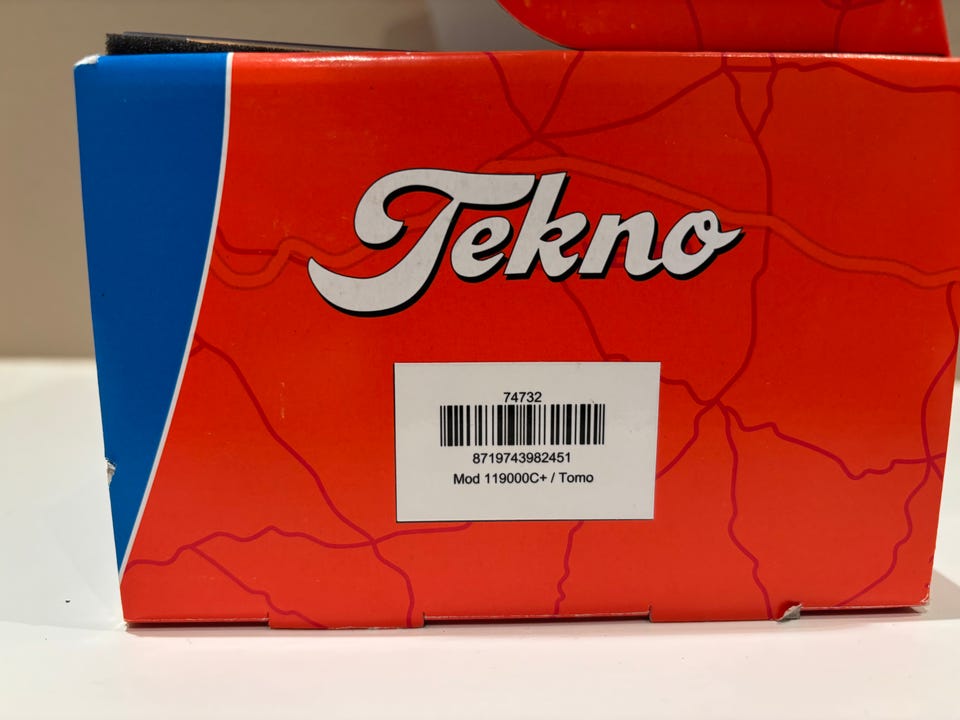 Tekno
74732
8719743982451
Mod 119000C+ / Tomo